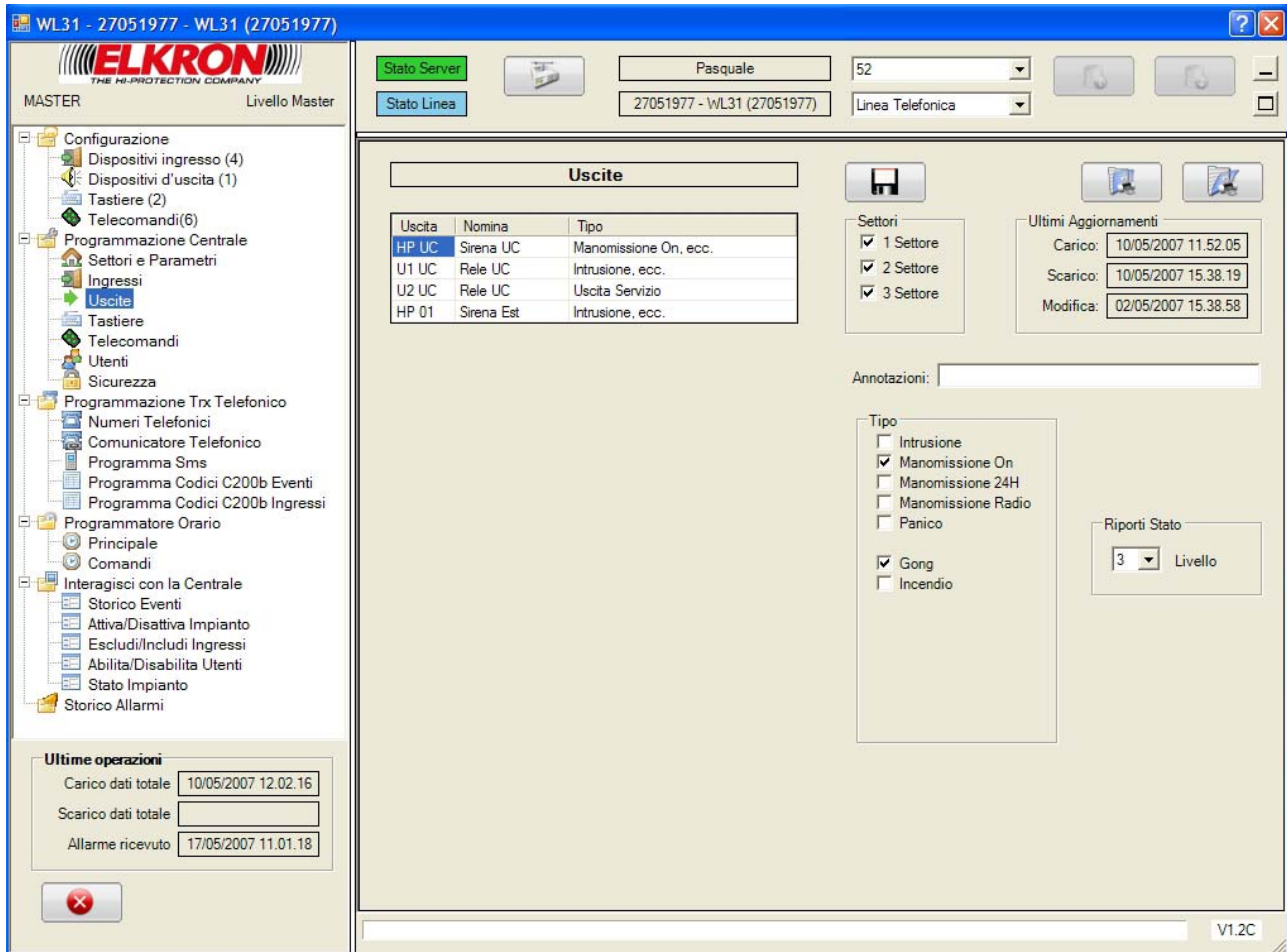 WL31 - 27051977 - WL31 (27051977)
ELKRON
THE HI-PROTECTION COMPANY
MASTER Livello Master
Configurazione
Dispositivi ingresso (4)
Dispositivi d'uscita (1)
Tastiere (2)
Telecomandi(6)
Programmazione Centrale
Settori e Parametri
Ingressi
Uscite
Tastiere
Telecomandi
Utenti
Sicurezza
Programmazione Trx Telefonico
Numeri Telefonici
Comunicatore Telefonico
Programma Sms
Programma Codici C200b Eventi
Programma Codici C200b Ingressi
Programmatore Orario
Principale
Comandi
Interagisci con la Centrale
Storico Eventi
Attiva/Disattiva Impianto
Escludi/Includi Ingressi
Abilita/Disabilita Utenti
Stato Impianto
Storico Allarmi
Ultime operazioni
Carico dati totale 10/05/2007 12.02.16
Scarico dati totale
Allarme ricevuto 17/05/2007 11.01.18
Stato Server Pasquale 52
Stato Linea 27051977 - WL31 (27051977) Linea Telefonica
Uscite
Uscita Nomina Tipo
HP UC Sirena UC Manomissione On, ecc.
U1 UC Rele UC Intrusione, ecc.
U2 UC Rele UC Uscita Servizio
HP 01 Sirena Est Intrusione, ecc.
Settori
1 Settore
2 Settore
3 Settore
Ultimi Aggiornamenti
Carico: 10/05/2007 11.52.05
Scarico: 10/05/2007 15.38.19
Modifica: 02/05/2007 15.38.58
Annotazioni:
Tipo
Intrusione
Manomissione On
Manomissione 24H
Manomissione Radio
Panico
Gong
Incendio
Riporti Stato
3 Livello
V1.2C